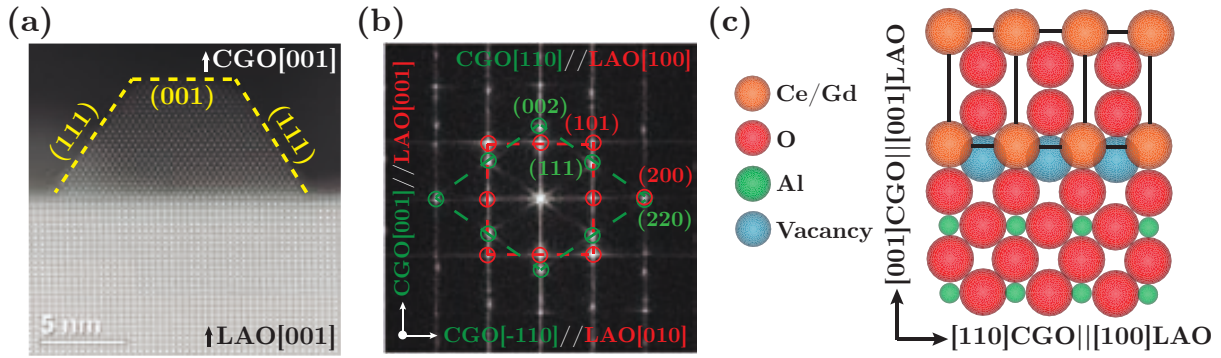 (a)
CGO[001]
(001)
(111)
(111)
5 nm
LAO[001]
(b)
CGO[110]//LAO[100]
CGO[001]//LAO[001]
(002)
(101)
(111)
(200)
(220)
CGO[-110]//LAO[010]
(c)
Ce/Gd
O
Al
Vacancy
[001]CGO||[001]LAO
[110]CGO||[100]LAO